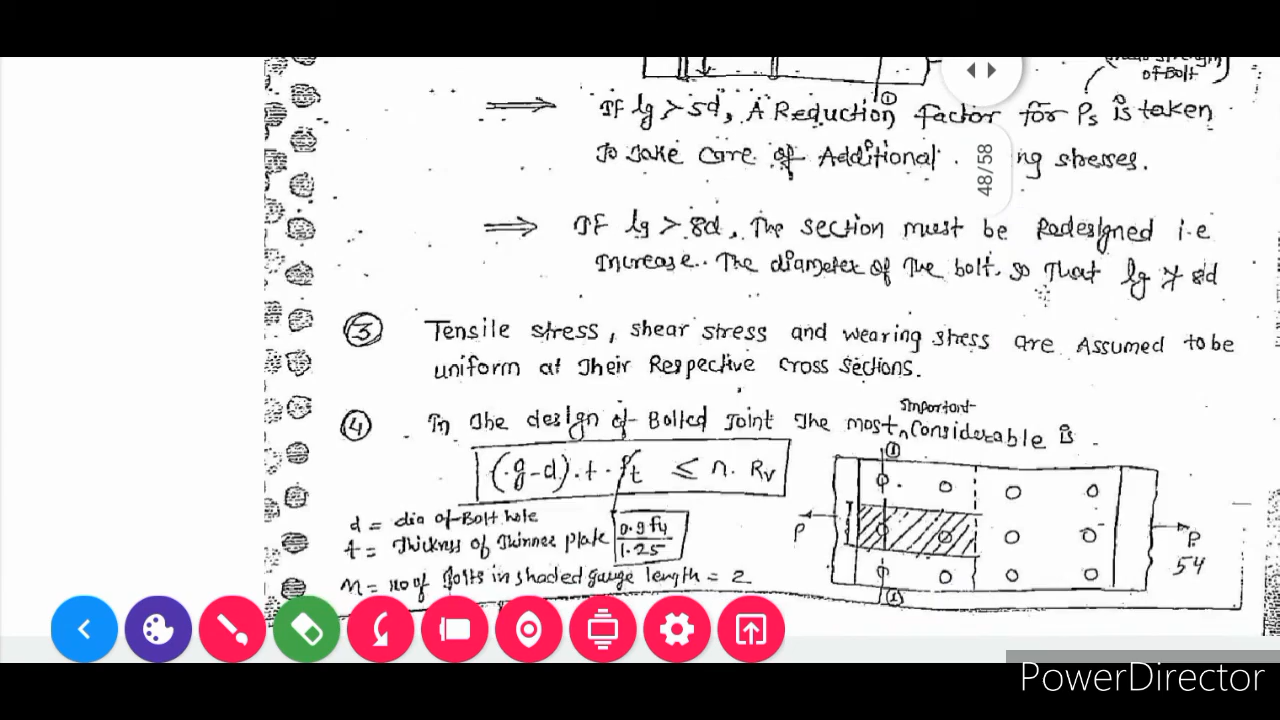 of Bolt
①
⇒ If lg > 5d, A Reduction factor for Ps is taken
To Take Care of Additional ng stresses.
48/58
⇒ If lg > 8d, The section must be Redesigned i.e
Increase The diameter of The bolt. so That lg ≯ 8d
③ Tensile stress, shear stress and wearing stress are Assumed to be
uniform at Their Respective cross sections.
④ In The design of Bolted Joint The most important Considerable is
(g-d).t.ft ≤ n. Rv
d = dia of Bolt hole
t = Thickness of Thinner plate
0.9 fu
1.25
n = no of bolts in shaded gauge length = 2
①
P
P
①
54
PowerDirector